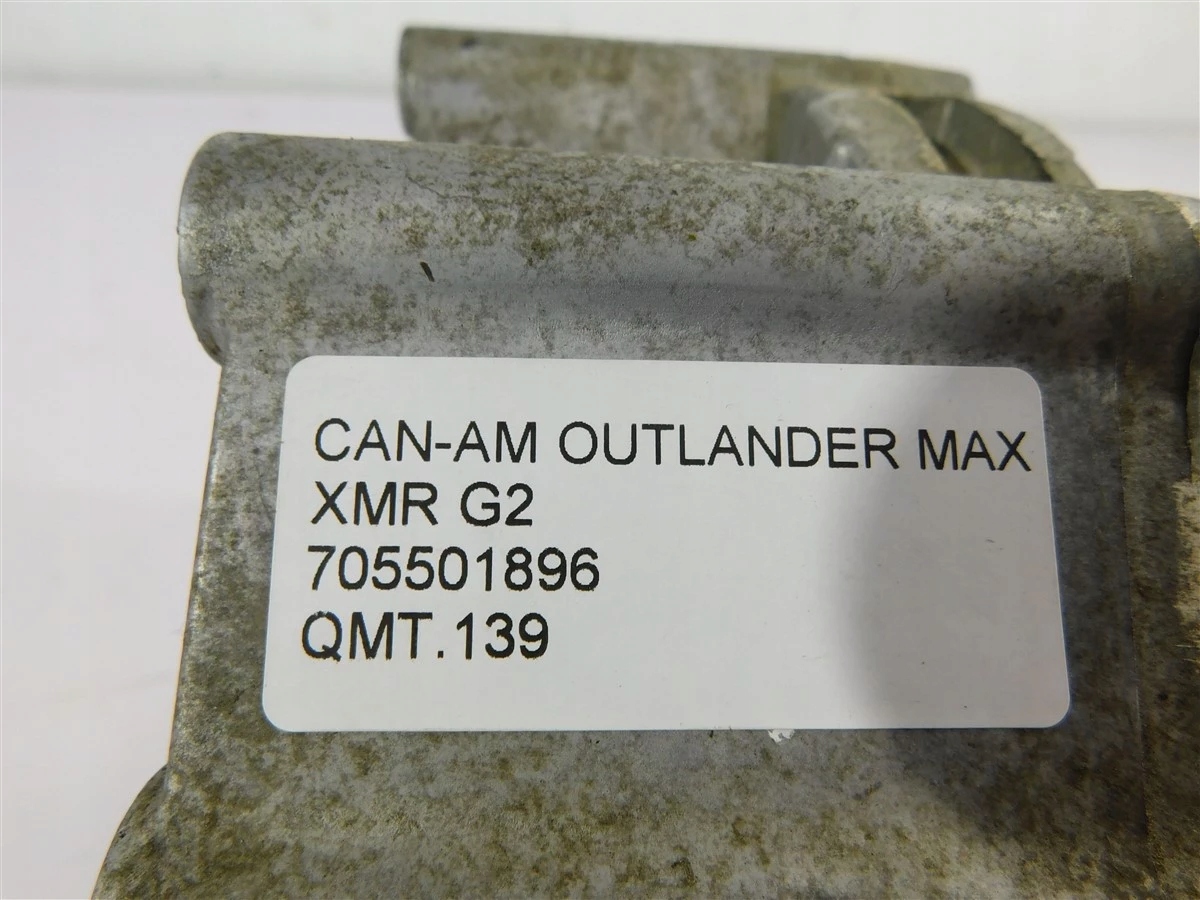 CAN-AM OUTLANDER MAX
XMR G2
705501896
QMT.139